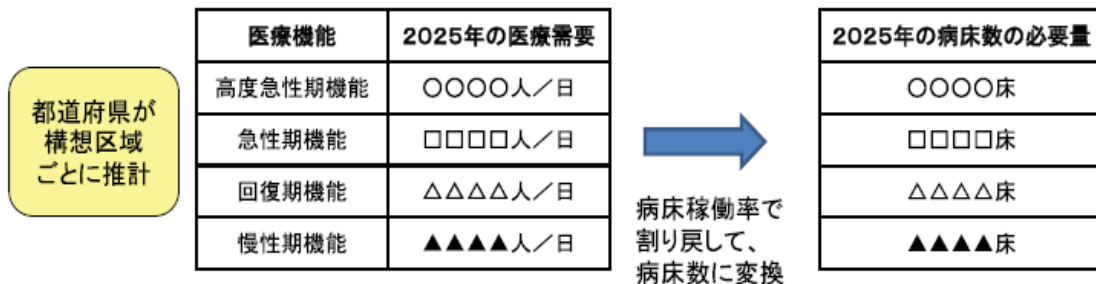 都道府県が
構想区域
ごとに推計
医療機能 2025年の医療需要
高度急性期機能 ○○○○人／日
急性期機能 □□□□人／日
回復期機能 △△△△人／日
慢性期機能 ▲▲▲▲人／日
病床稼働率で
割り戻して、
病床数に変換
2025年の病床数の必要量
○○○○床
□□□□床
△△△△床
▲▲▲▲床